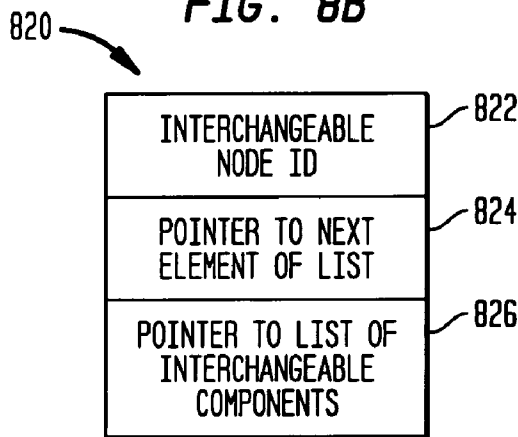 FIG. 8B
820
INTERCHANGEABLE
NODE ID
822
POINTER TO NEXT
ELEMENT OF LIST
824
POINTER TO LIST OF
INTERCHANGEABLE
COMPONENTS
826